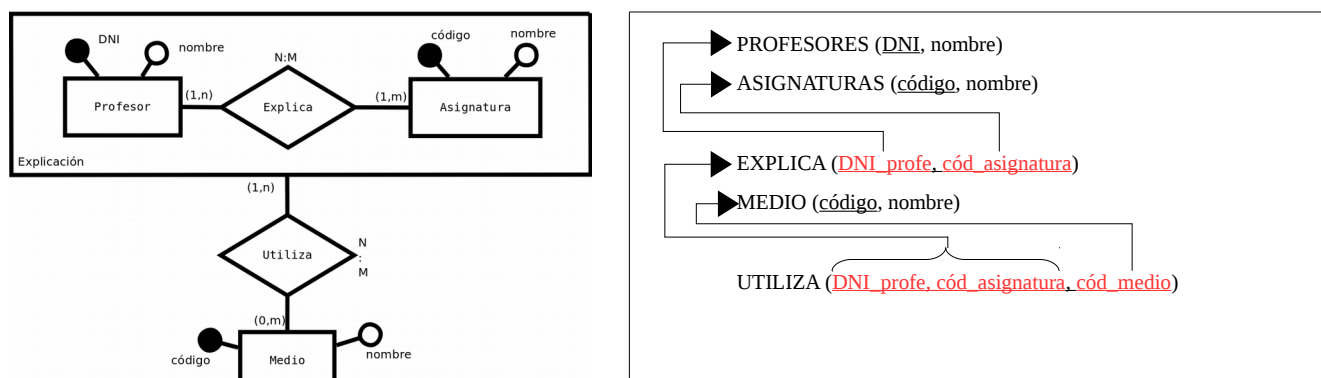 DNI
nombre
código
nombre
N:M
Profesor
(1,n)
Explica
(1,m)
Asignatura
Explicación
(1,n)
Utiliza
N
:
M
(0,m)
código
Medio
nombre
PROFESORES (DNI, nombre)
ASIGNATURAS (código, nombre)
EXPLICA (DNI_profe, cód_asignatura)
MEDIO (código, nombre)
UTILIZA (DNI_profe, cód_asignatura, cód_medio)